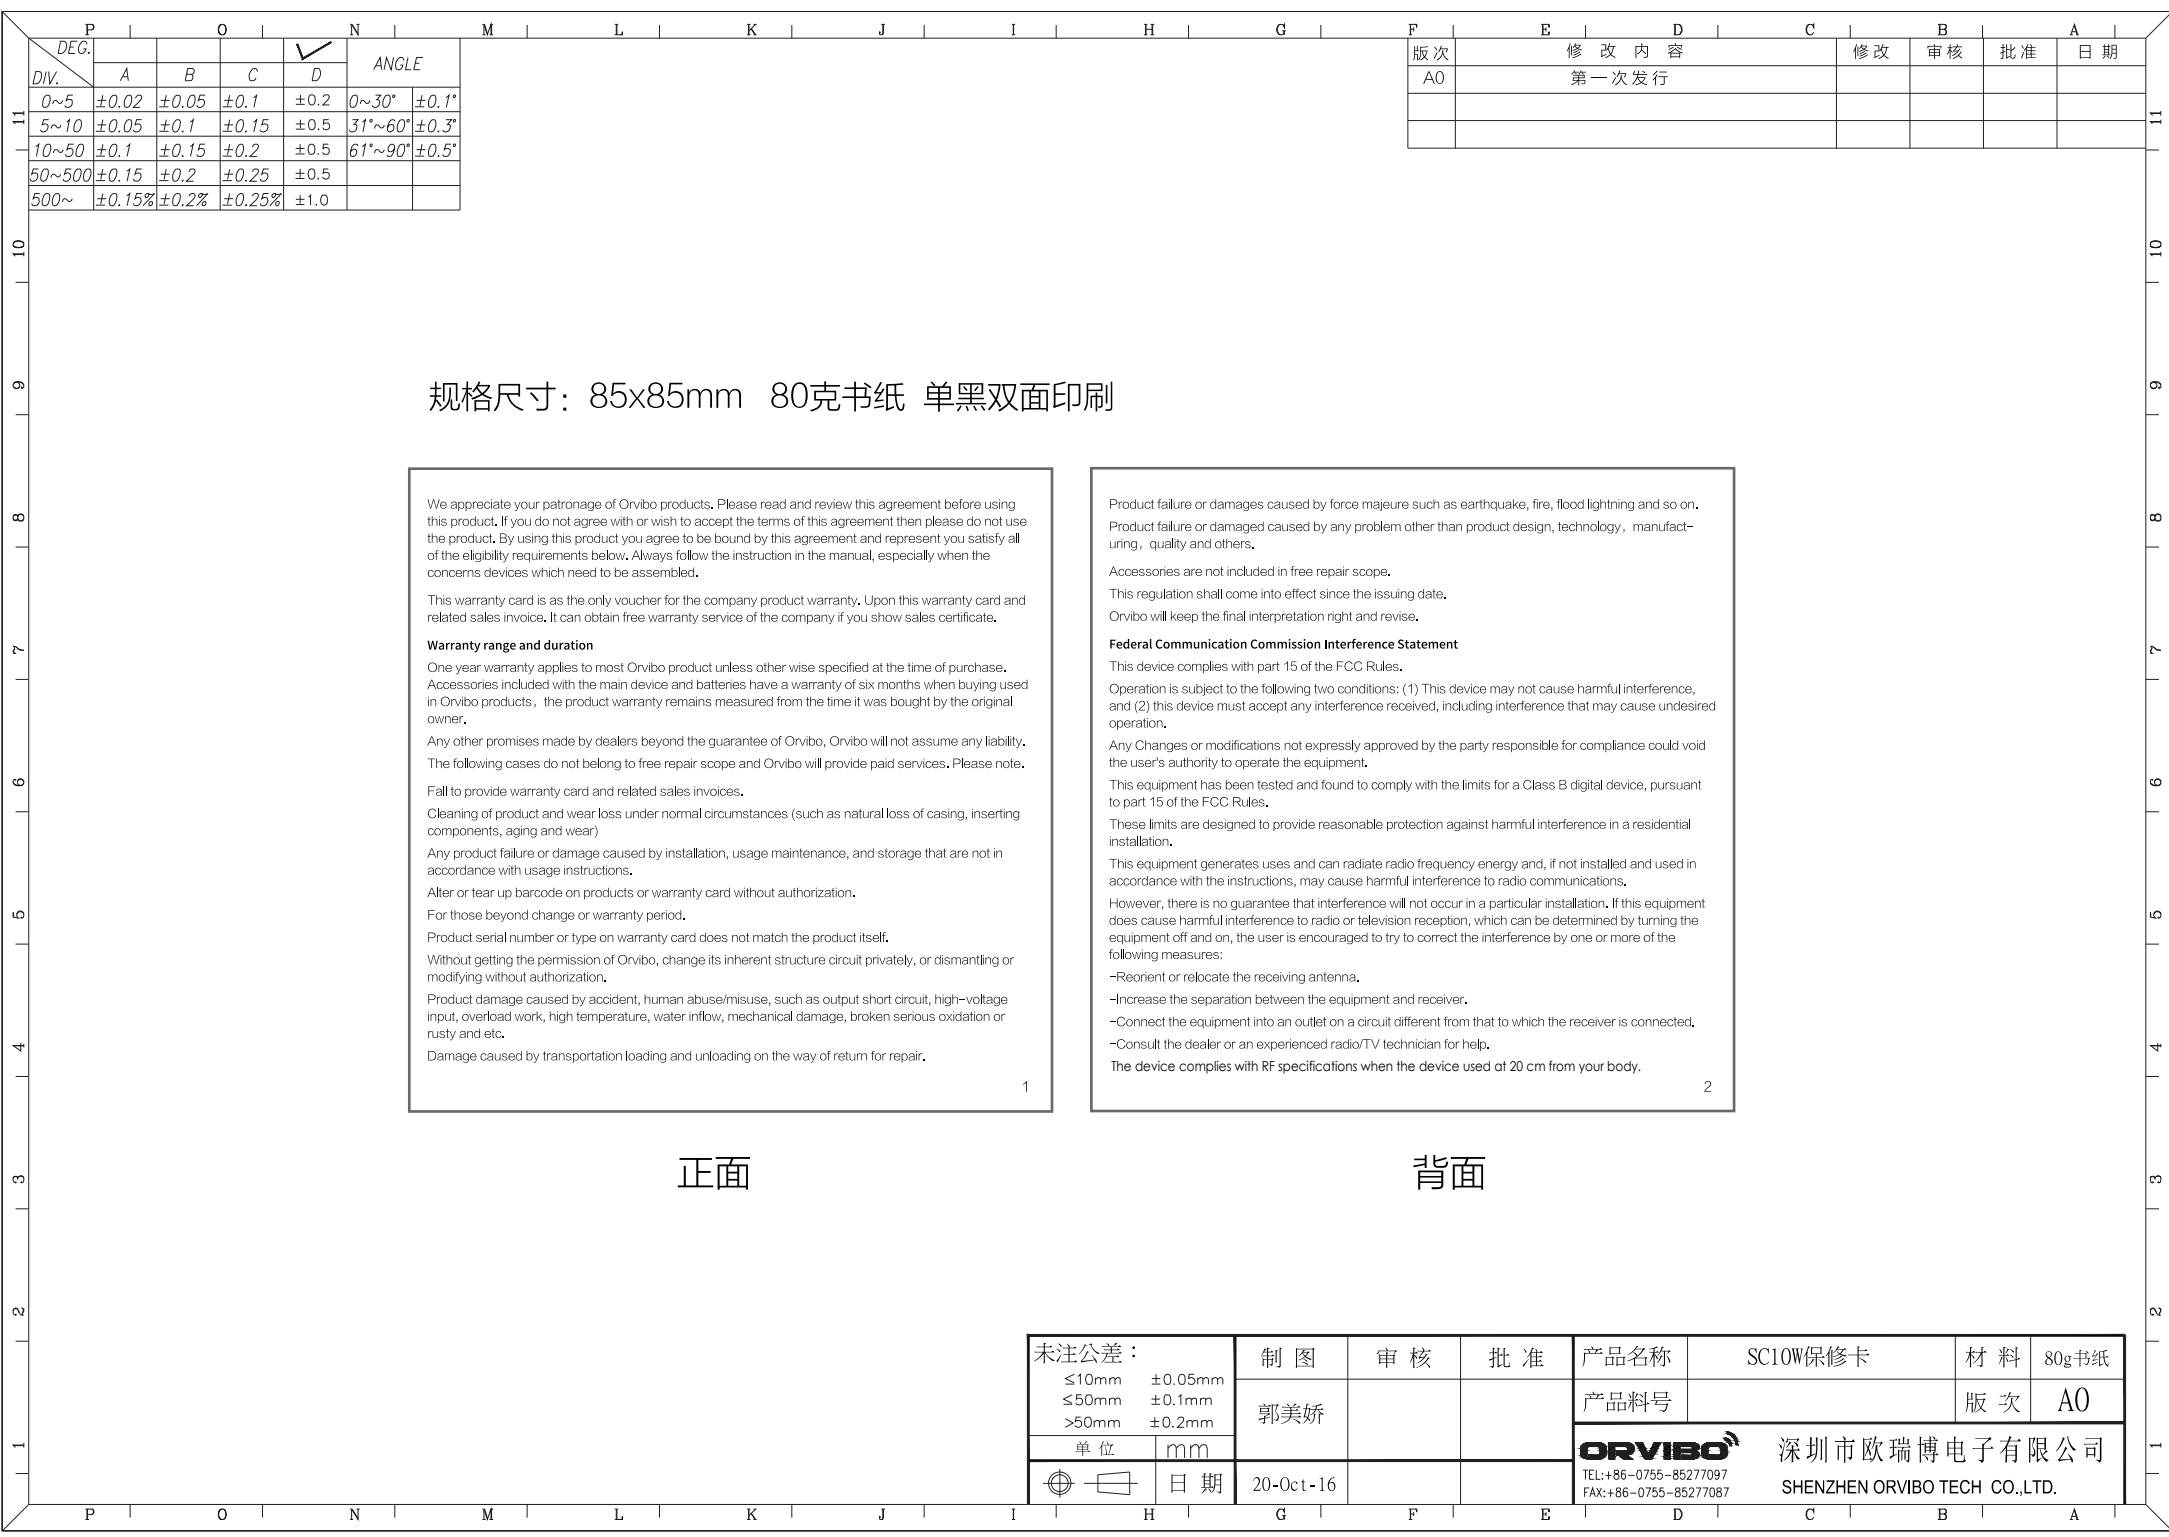 P O N M L K J I H G F E D C B A
DEG.
DIV. A B C D ANGLE
0~5 ±0.02 ±0.05 ±0.1 ±0.2 0~30° ±0.1°
5~10 ±0.05 ±0.1 ±0.15 ±0.5 31°~60° ±0.3°
10~50 ±0.1 ±0.15 ±0.2 ±0.5 61°~90° ±0.5°
50~500 ±0.15 ±0.2 ±0.25 ±0.5
500~ ±0.15% ±0.2% ±0.25% ±1.0
版次 修 改 内 容 修改 审核 批准 日 期
A0 第一次发行
11 11
10 10
9 9
8 8
7 7
6 6
5 5
4 4
3 3
2 2
1 1
规格尺寸：85x85mm 80克书纸 单黑双面印刷
We appreciate your patronage of Orvibo products. Please read and review this agreement before using
this product. If you do not agree with or wish to accept the terms of this agreement then please do not use
the product. By using this product you agree to be bound by this agreement and represent you satisfy all
of the eligibility requirements below. Always follow the instruction in the manual, especially when the
concerns devices which need to be assembled.
This warranty card is as the only voucher for the company product warranty. Upon this warranty card and
related sales invoice. It can obtain free warranty service of the company if you show sales certificate.
Warranty range and duration
One year warranty applies to most Orvibo product unless other wise specified at the time of purchase.
Accessories included with the main device and batteries have a warranty of six months when buying used
in Orvibo products，the product warranty remains measured from the time it was bought by the original
owner.
Any other promises made by dealers beyond the guarantee of Orvibo, Orvibo will not assume any liability.
The following cases do not belong to free repair scope and Orvibo will provide paid services. Please note.
Fall to provide warranty card and related sales invoices.
Cleaning of product and wear loss under normal circumstances (such as natural loss of casing, inserting
components, aging and wear)
Any product failure or damage caused by installation, usage maintenance, and storage that are not in
accordance with usage instructions.
Alter or tear up barcode on products or warranty card without authorization.
For those beyond change or warranty period.
Product serial number or type on warranty card does not match the product itself.
Without getting the permission of Orvibo, change its inherent structure circuit privately, or dismantling or
modifying without authorization.
Product damage caused by accident, human abuse/misuse, such as output short circuit, high-voltage
input, overload work, high temperature, water inflow, mechanical damage, broken serious oxidation or
rusty and etc.
Damage caused by transportation loading and unloading on the way of return for repair.
1
正面
Product failure or damages caused by force majeure such as earthquake, fire, flood lightning and so on.
Product failure or damaged caused by any problem other than product design, technology，manufact-
uring，quality and others.
Accessories are not included in free repair scope.
This regulation shall come into effect since the issuing date.
Orvibo will keep the final interpretation right and revise.
Federal Communication Commission Interference Statement
This device complies with part 15 of the FCC Rules.
Operation is subject to the following two conditions: (1) This device may not cause harmful interference,
and (2) this device must accept any interference received, including interference that may cause undesired
operation.
Any Changes or modifications not expressly approved by the party responsible for compliance could void
the user's authority to operate the equipment.
This equipment has been tested and found to comply with the limits for a Class B digital device, pursuant
to part 15 of the FCC Rules.
These limits are designed to provide reasonable protection against harmful interference in a residential
installation.
This equipment generates uses and can radiate radio frequency energy and, if not installed and used in
accordance with the instructions, may cause harmful interference to radio communications.
However, there is no guarantee that interference will not occur in a particular installation. If this equipment
does cause harmful interference to radio or television reception, which can be determined by turning the
equipment off and on, the user is encouraged to try to correct the interference by one or more of the
following measures:
-Reorient or relocate the receiving antenna.
-Increase the separation between the equipment and receiver.
-Connect the equipment into an outlet on a circuit different from that to which the receiver is connected.
-Consult the dealer or an experienced radio/TV technician for help.
The device complies with RF specifications when the device used at 20 cm from your body.
2
背面
未注公差：
≤10mm ±0.05mm
≤50mm ±0.1mm
>50mm ±0.2mm
单 位 mm
日 期 20-Oct-16
制 图 审 核 批 准
郭美娇
产品名称 SC10W保修卡 材 料 80g书纸
产品料号 版 次 A0
ORVIBO 深圳市欧瑞博电子有限公司
TEL:+86-0755-85277097
FAX:+86-0755-85277087
SHENZHEN ORVIBO TECH CO.,LTD.
P O N M L K J I H G F E D C B A